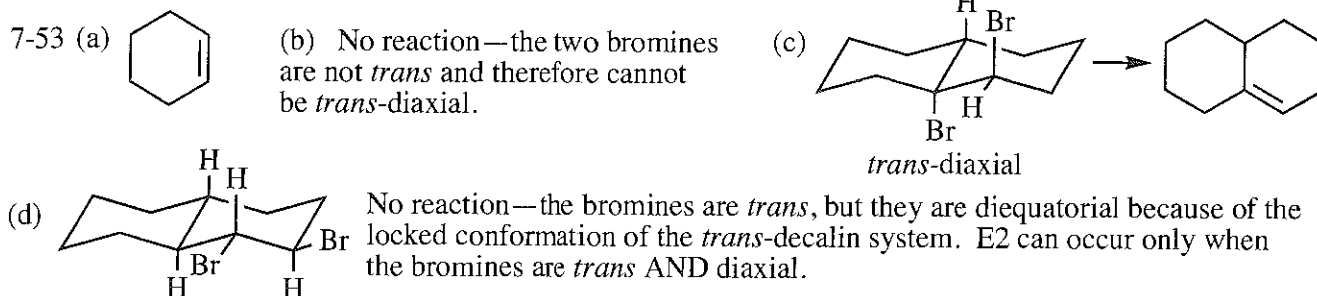 7-53 (a)
(b) No reaction—the two bromines
are not trans and therefore cannot
be trans-diaxial.
(c)
H
Br
H
Br
trans-diaxial
(d)
H
H
Br
Br
H
H
No reaction—the bromines are trans, but they are diequatorial because of the
locked conformation of the trans-decalin system. E2 can occur only when
the bromines are trans AND diaxial.